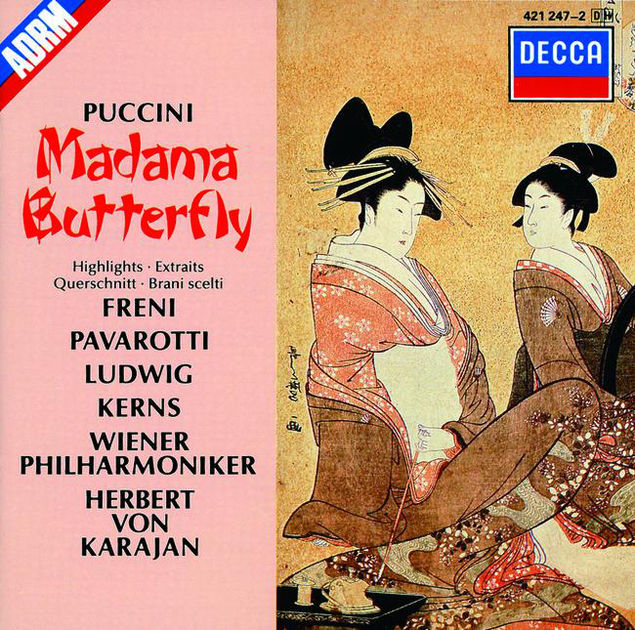 ADRM
421 247-2 DH
DECCA
PUCCINI
Madama
Butterfly
Highlights · Extraits
Querschnitt · Brani scelti
FRENI
PAVAROTTI
LUDWIG
KERNS
WIENER
PHILHARMONIKER
HERBERT
VON
KARAJAN